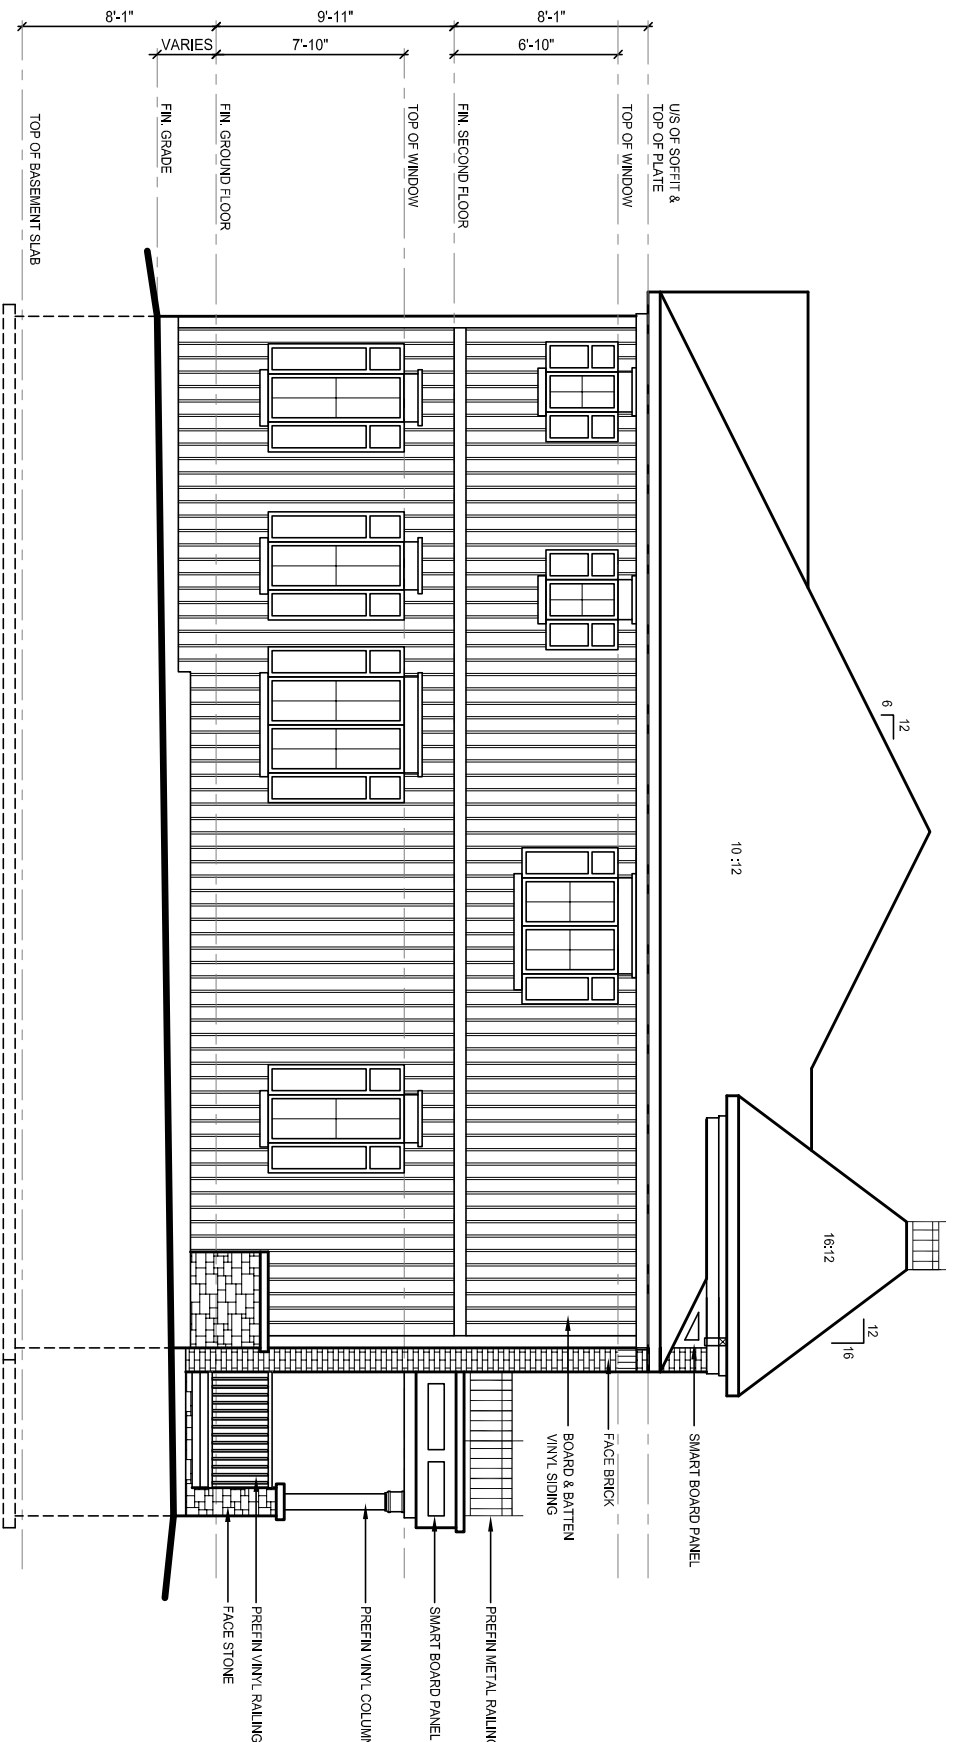 8'-1"
9'-11"
8'-1"
VARIES
7'-10"
6'-10"
U/S OF SOFFIT &
TOP OF PLATE
TOP OF WINDOW
FIN. SECOND FLOOR
TOP OF WINDOW
FIN. GROUND FLOOR
FIN. GRADE
TOP OF BASEMENT SLAB
12
6
10 :12
16:12
12
16
SMART BOARD PANEL
FACE BRICK
BOARD & BATTEN
VINYL SIDING
PREFIN METAL RAILING
SMART BOARD PANEL
PREFIN VINYL COLUMN
PREFIN VINYL RAILING
FACE STONE